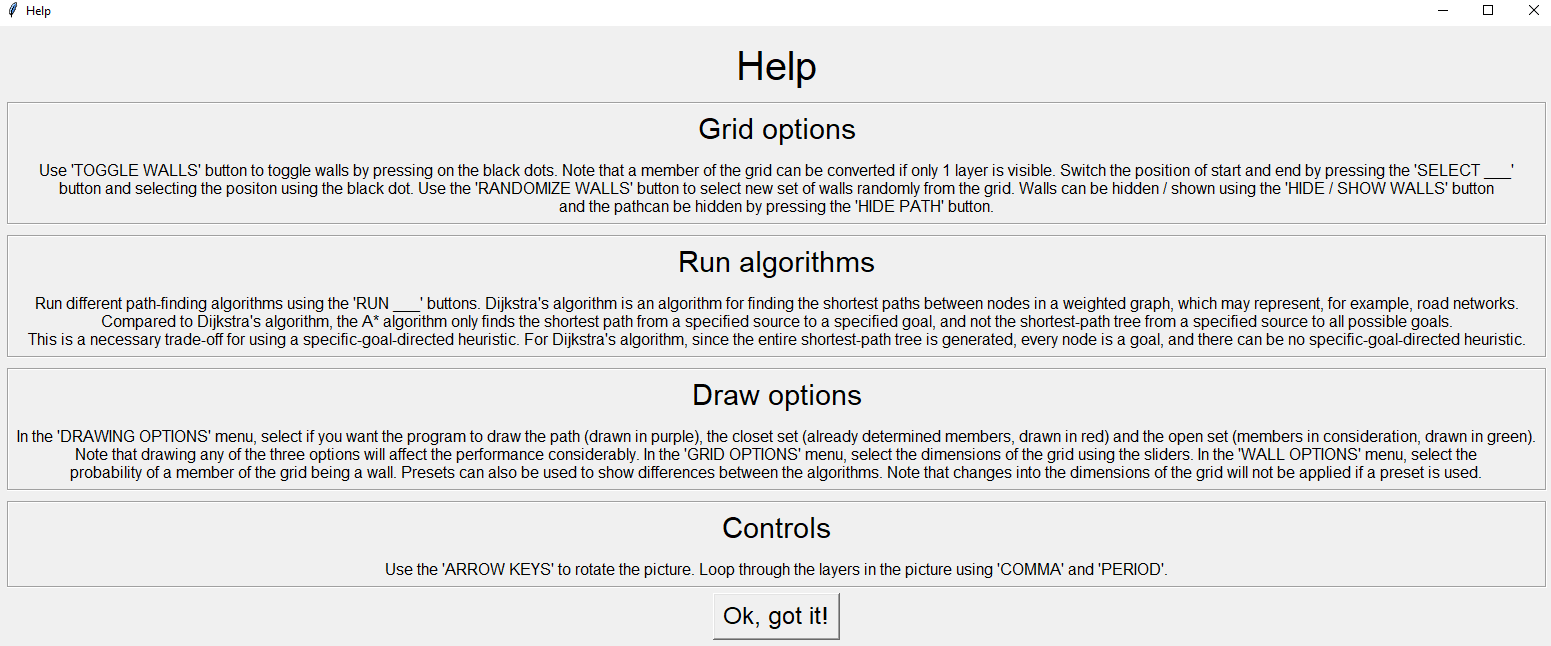 Help
Help
Grid options
Use 'TOGGLE WALLS' button to toggle walls by pressing on the black dots. Note that a member of the grid can be converted if only 1 layer is visible. Switch the position of start and end by pressing the 'SELECT ___'
button and selecting the positon using the black dot. Use the 'RANDOMIZE WALLS' button to select new set of walls randomly from the grid. Walls can be hidden / shown using the 'HIDE / SHOW WALLS' button
and the pathcan be hidden by pressing the 'HIDE PATH' button.
Run algorithms
Run different path-finding algorithms using the 'RUN ___' buttons. Dijkstra's algorithm is an algorithm for finding the shortest paths between nodes in a weighted graph, which may represent, for example, road networks.
Compared to Dijkstra's algorithm, the A* algorithm only finds the shortest path from a specified source to a specified goal, and not the shortest-path tree from a specified source to all possible goals.
This is a necessary trade-off for using a specific-goal-directed heuristic. For Dijkstra's algorithm, since the entire shortest-path tree is generated, every node is a goal, and there can be no specific-goal-directed heuristic.
Draw options
In the 'DRAWING OPTIONS' menu, select if you want the program to draw the path (drawn in purple), the closet set (already determined members, drawn in red) and the open set (members in consideration, drawn in green).
Note that drawing any of the three options will affect the performance considerably. In the 'GRID OPTIONS' menu, select the dimensions of the grid using the sliders. In the 'WALL OPTIONS' menu, select the
probability of a member of the grid being a wall. Presets can also be used to show differences between the algorithms. Note that changes into the dimensions of the grid will not be applied if a preset is used.
Controls
Use the 'ARROW KEYS' to rotate the picture. Loop through the layers in the picture using 'COMMA' and 'PERIOD'.
Ok, got it!